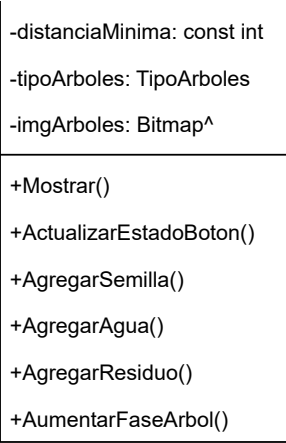 -distanciaMinima: const int
-tipoArboles: TipoArboles
-imgArboles: Bitmap^
+Mostrar()
+ActualizarEstadoBoton()
+AgregarSemilla()
+AgregarAgua()
+AgregarResiduo()
+AumentarFaseArbol()